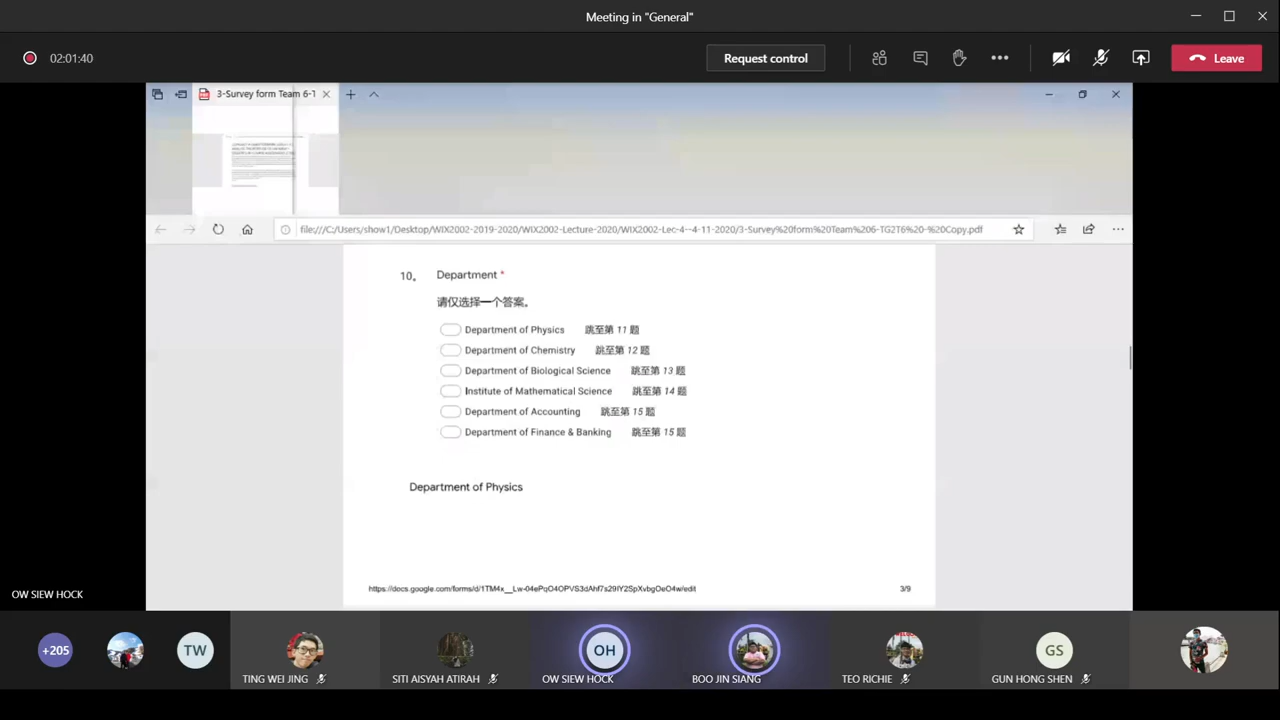 Meeting in "General"
02:01:40
Request control
Leave
3-Survey form Team 6-T
file:///C:/Users/show1/Desktop/WIX2002-2019-2020/WIX2002-Lecture-2020/WIX2002-Lec-4--4-11-2020/3-Survey%20form%20Team%206-TG2T6%20-%20Copy.pdf
10。 Department *
请仅选择一个答案。
Department of Physics 跳至第 11 题
Department of Chemistry 跳至第 12 题
Department of Biological Science 跳至第 13 题
Institute of Mathematical Science 跳至第 14 题
Department of Accounting 跳至第 15 题
Department of Finance & Banking 跳至第 15 题
Department of Physics
https://docs.google.com/forms/d/1TM4x__Lw-04ePqO4OPVS3dAhf7s29IY2SpXvbgOeO4w/edit 3/9
OW SIEW HOCK
+205
TW
OH
GS
TING WEI JING
SITI AISYAH ATIRAH
OW SIEW HOCK
BOO JIN SIANG
TEO RICHIE
GUN HONG SHEN